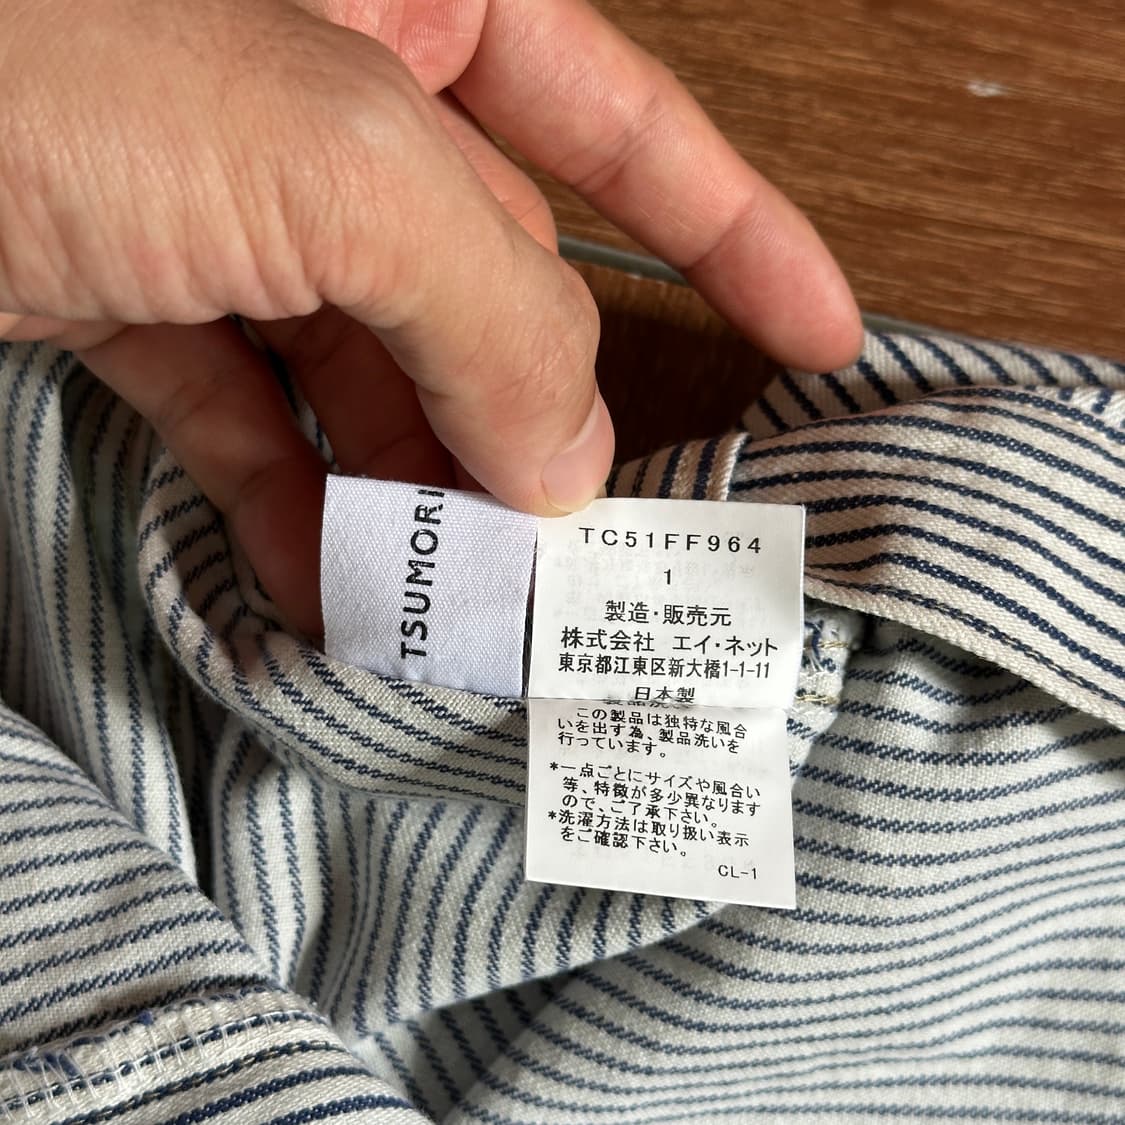 TSUMORI
TC51FF964
1
製造・販売元
株式会社 エイ・ネット
東京都江東区新大橋1-1-11
日本製
この製品は独特な風合
いを出す為、製品洗いを
行っています。
*一点ごとにサイズや風合い
等、特徴が多少異なります
ので、ご了承下さい。
*洗濯方法は取り扱い表示
をご確認下さい。
CL-1